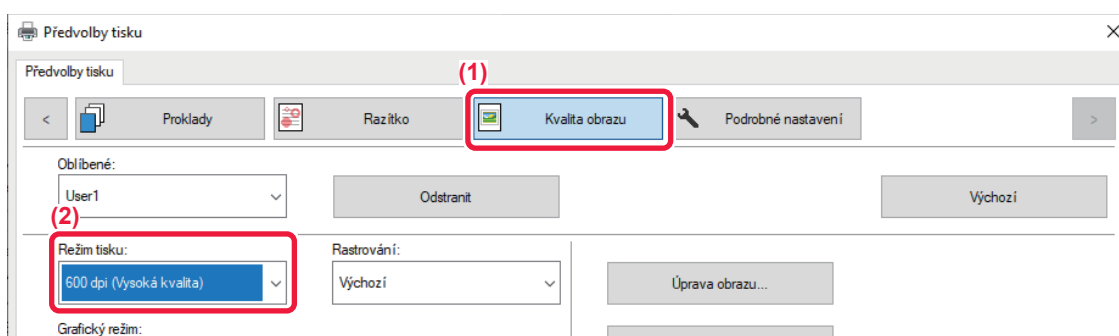 Předvolby tisku
Předvolby tisku
(1)
Proklady Razítko Kvalita obrazu Podrobné nastavení
Oblíbené:
User1 Odstranit Výchozí
(2)
Režim tisku: Rastrování:
600 dpi (Vysoká kvalita) Výchozí Úprava obrazu...
Grafický režim: